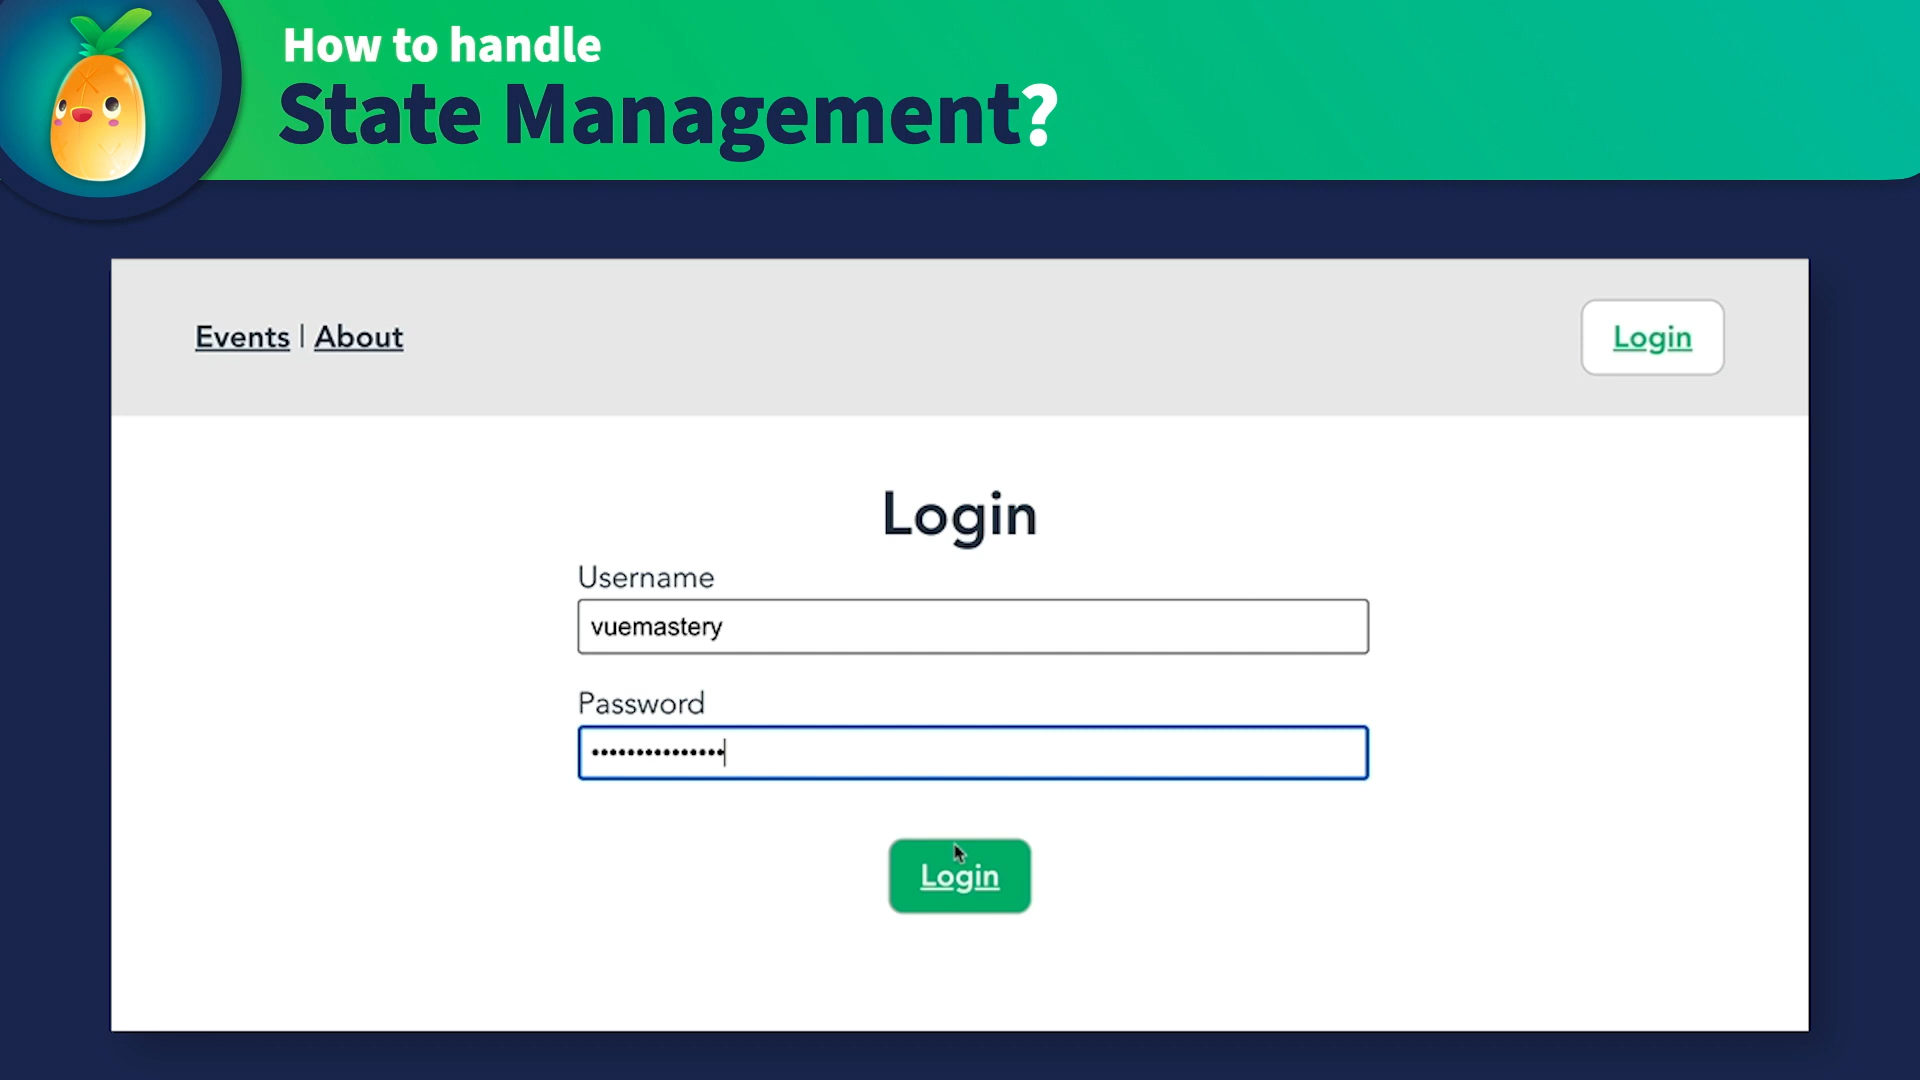 How to handle
State Management?
Events | About
Login
Login
Username
vuemastery
Password
•••••••••••••••
Login